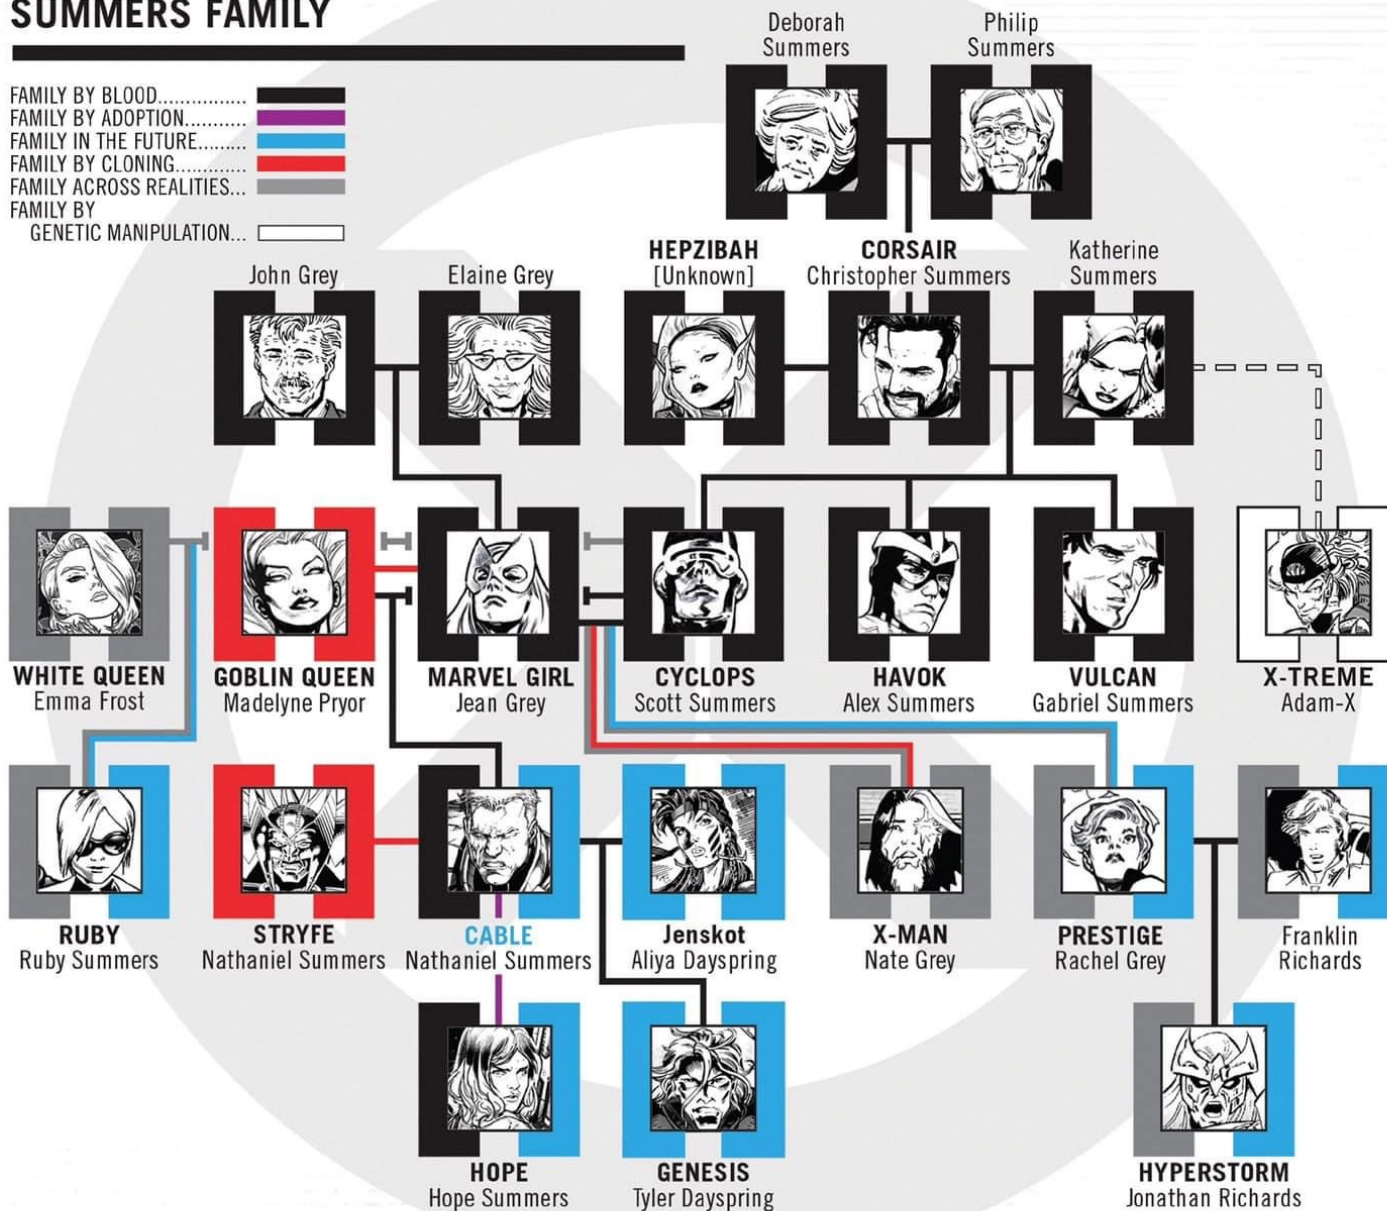 SUMMERS FAMILY
FAMILY BY BLOOD...............
FAMILY BY ADOPTION...........
FAMILY IN THE FUTURE.........
FAMILY BY CLONING.............
FAMILY ACROSS REALITIES...
FAMILY BY
GENETIC MANIPULATION...
Deborah
Summers
Philip
Summers
John Grey
Elaine Grey
HEPZIBAH
[Unknown]
CORSAIR
Christopher Summers
Katherine
Summers
WHITE QUEEN
Emma Frost
GOBLIN QUEEN
Madelyne Pryor
MARVEL GIRL
Jean Grey
CYCLOPS
Scott Summers
HAVOK
Alex Summers
VULCAN
Gabriel Summers
X-TREME
Adam-X
RUBY
Ruby Summers
STRYFE
Nathaniel Summers
CABLE
Nathaniel Summers
Jenskot
Aliya Dayspring
X-MAN
Nate Grey
PRESTIGE
Rachel Grey
Franklin
Richards
HOPE
Hope Summers
GENESIS
Tyler Dayspring
HYPERSTORM
Jonathan Richards